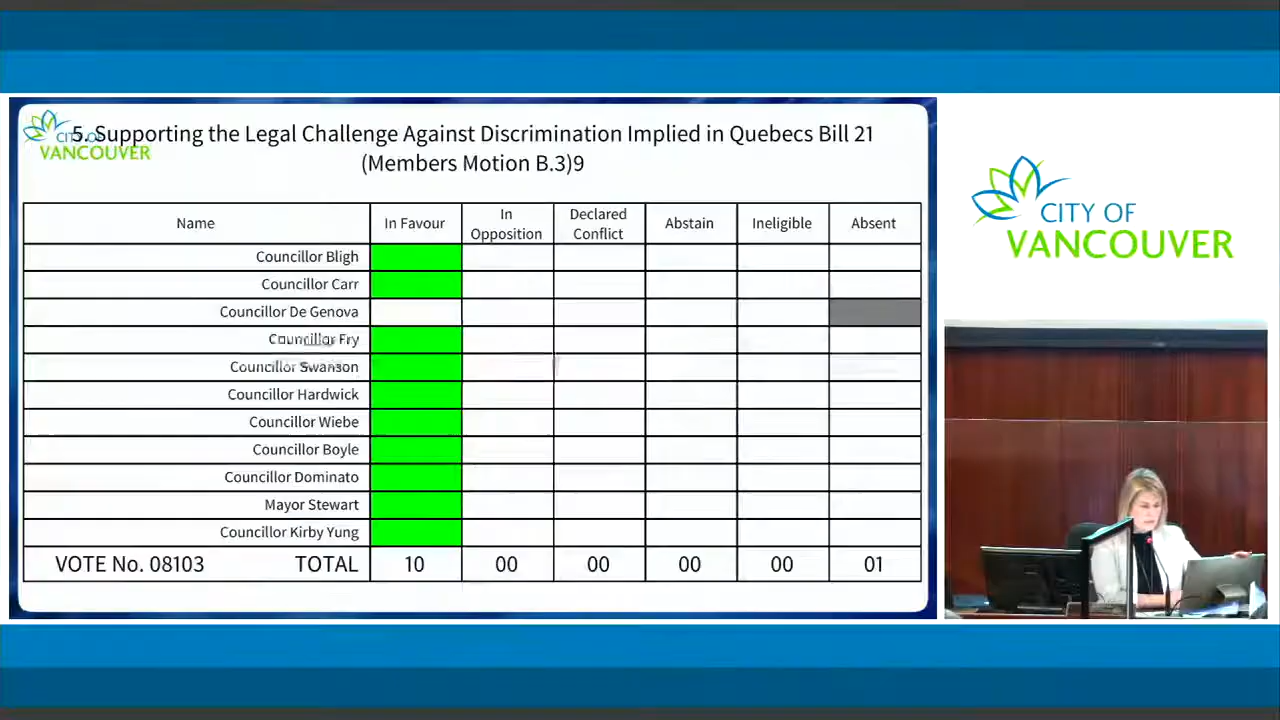 5. Supporting the Legal Challenge Against Discrimination Implied in Quebecs Bill 21
(Members Motion B.3)9
CITY OF
VANCOUVER
Name In Favour In Opposition Declared Conflict Abstain Ineligible Absent
Councillor Bligh
Councillor Carr
Councillor De Genova
Councillor Fry
Councillor Swanson
Councillor Hardwick
Councillor Wiebe
Councillor Boyle
Councillor Dominato
Mayor Stewart
Councillor Kirby Yung
VOTE No. 08103 TOTAL 10 00 00 00 00 01
CITY OF
VANCOUVER